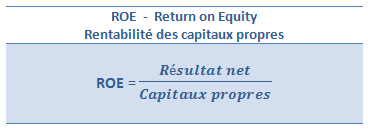 ROE - Return on Equity
Rentabilité des capitaux propres
ROE = Résultat net / Capitaux propres